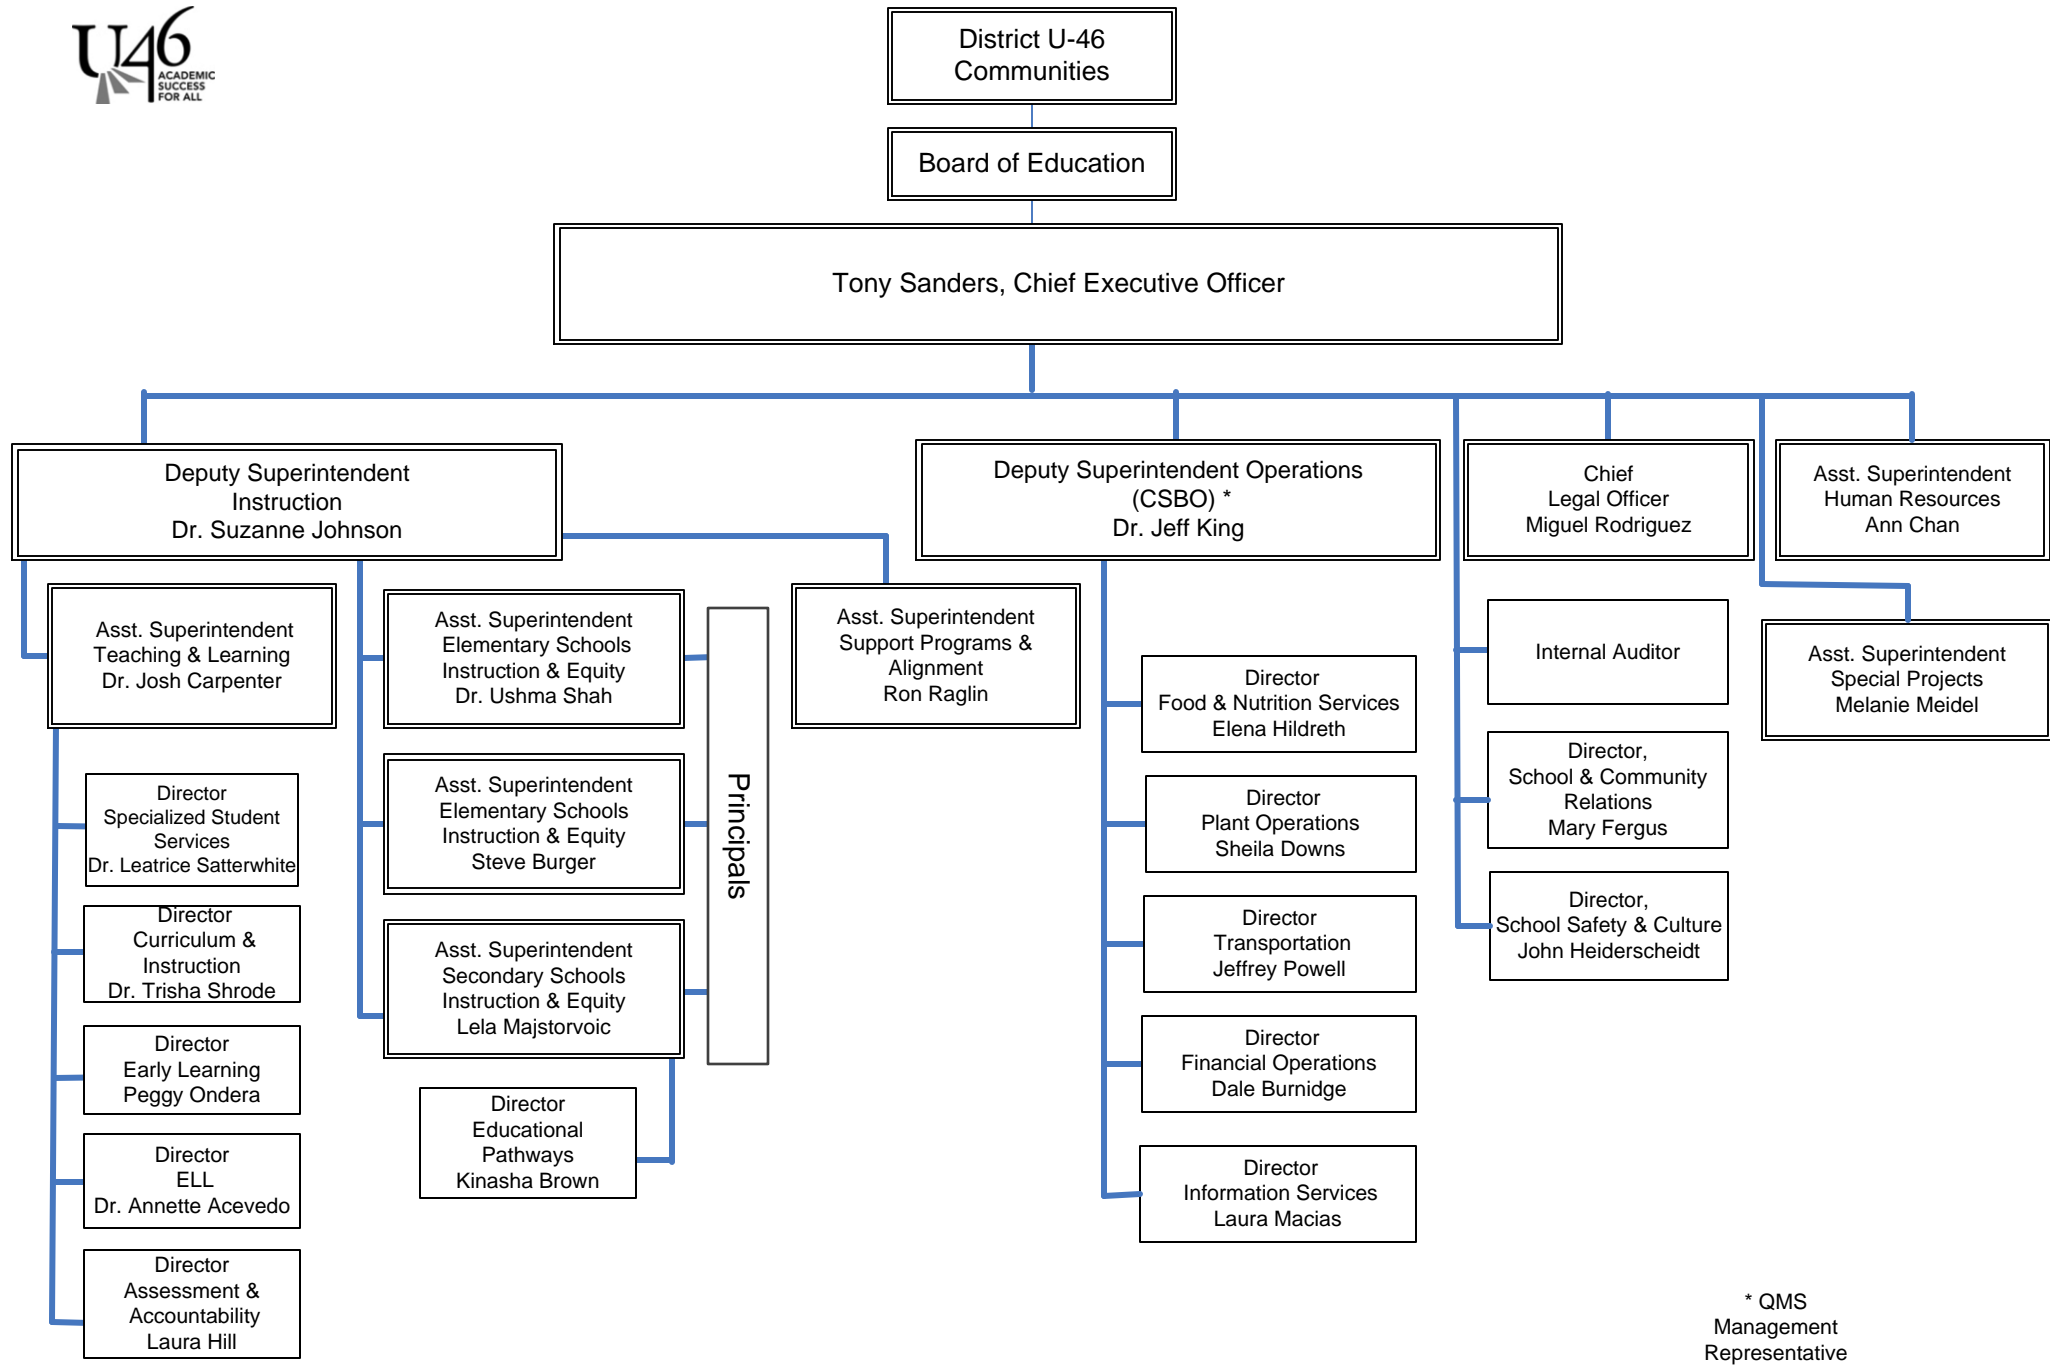 U46
ACADEMIC
SUCCESS
FOR ALL
District U-46
Communities
Board of Education
Tony Sanders, Chief Executive Officer
Deputy Superintendent
Instruction
Dr. Suzanne Johnson
Deputy Superintendent Operations
(CSBO) *
Dr. Jeff King
Chief
Legal Officer
Miguel Rodriguez
Asst. Superintendent
Human Resources
Ann Chan
Asst. Superintendent
Teaching & Learning
Dr. Josh Carpenter
Director
Specialized Student
Services
Dr. Leatrice Satterwhite
Director
Curriculum &
Instruction
Dr. Trisha Shrode
Director
Early Learning
Peggy Ondera
Director
ELL
Dr. Annette Acevedo
Director
Assessment &
Accountability
Laura Hill
Asst. Superintendent
Elementary Schools
Instruction & Equity
Dr. Ushma Shah
Asst. Superintendent
Elementary Schools
Instruction & Equity
Steve Burger
Asst. Superintendent
Secondary Schools
Instruction & Equity
Lela Majstorvoic
Director
Educational
Pathways
Kinasha Brown
Principals
Asst. Superintendent
Support Programs &
Alignment
Ron Raglin
Director
Food & Nutrition Services
Elena Hildreth
Director
Plant Operations
Sheila Downs
Director
Transportation
Jeffrey Powell
Director
Financial Operations
Dale Burnidge
Director
Information Services
Laura Macias
Internal Auditor
Director,
School & Community
Relations
Mary Fergus
Director,
School Safety & Culture
John Heiderscheidt
Asst. Superintendent
Special Projects
Melanie Meidel
* QMS
Management
Representative